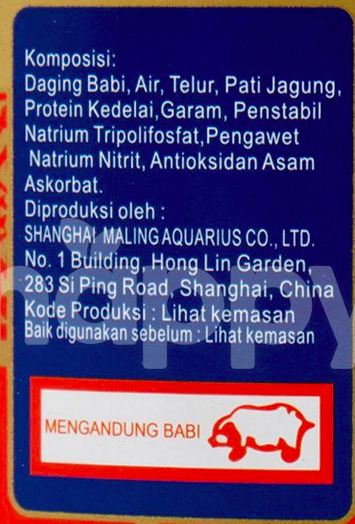 Komposisi:
Daging Babi, Air, Telur, Pati Jagung,
Protein Kedelai,Garam, Penstabil
Natrium Tripolifosfat,Pengawet
Natrium Nitrit, Antioksidan Asam
Askorbat.
Diproduksi oleh :
SHANGHAI MALING AQUARIUS CO., LTD.
No. 1 Building, Hong Lin Garden,
283 Si Ping Road, Shanghai, China
Kode Produksi : Lihat kemasan
Baik digunakan sebelum : Lihat kemasan
happy
MENGANDUNG BABI